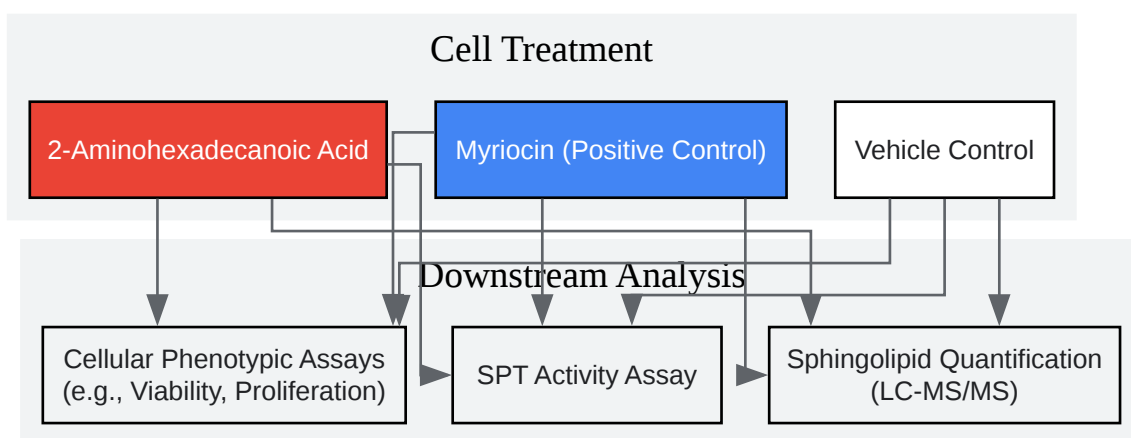 Cell Treatment
2-Aminohexadecanoic Acid
Myriocin (Positive Control)
Vehicle Control
Downstream Analysis
Cellular Phenotypic Assays
(e.g., Viability, Proliferation)
SPT Activity Assay
Sphingolipid Quantification
(LC-MS/MS)